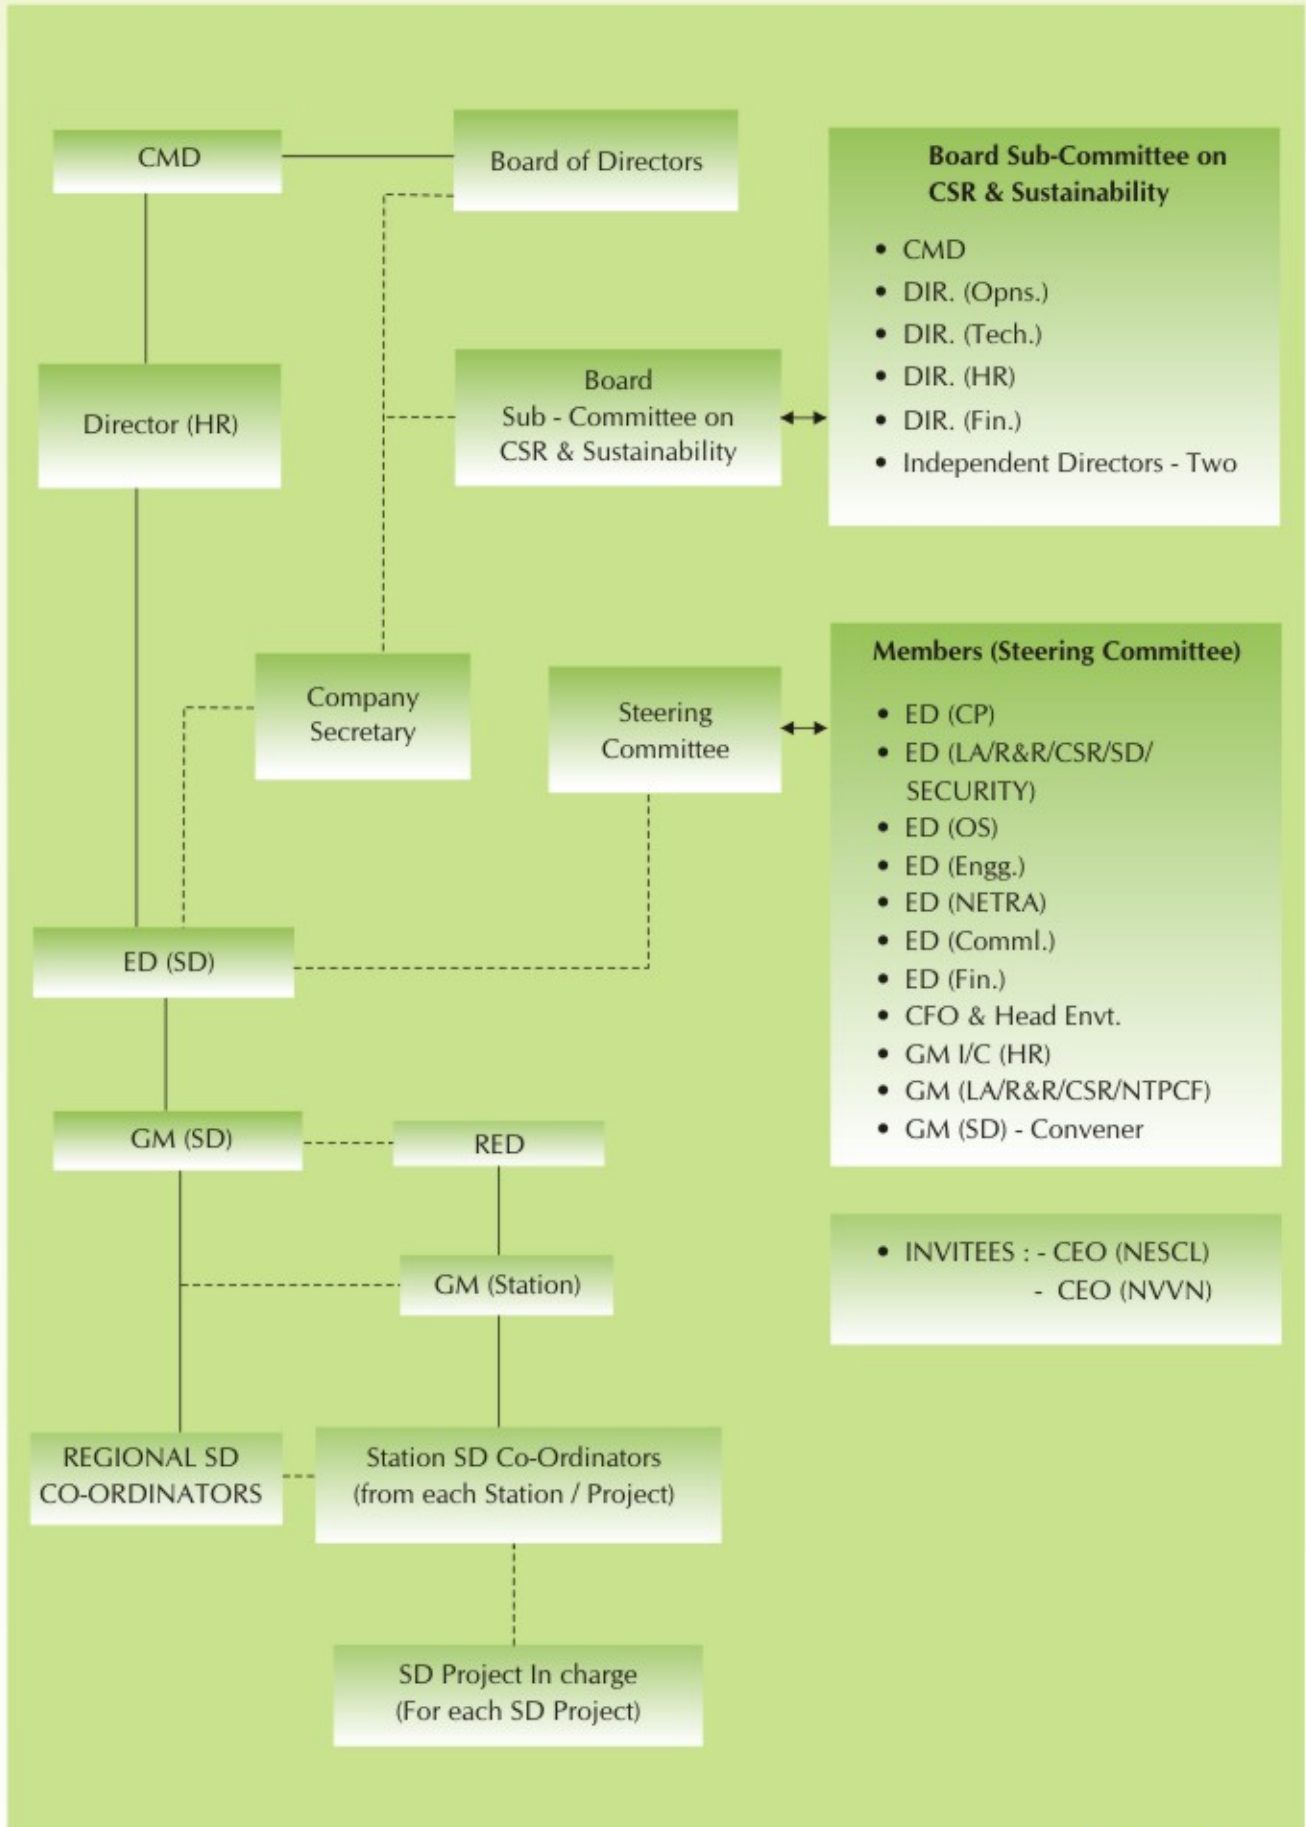 CMD
Board of Directors
Board Sub-Committee on
CSR & Sustainability
• CMD
• DIR. (Opns.)
• DIR. (Tech.)
• DIR. (HR)
• DIR. (Fin.)
• Independent Directors - Two
Director (HR)
Board
Sub - Committee on
CSR & Sustainability
Company
Secretary
Steering
Committee
Members (Steering Committee)
• ED (CP)
• ED (LA/R&R/CSR/SD/
SECURITY)
• ED (OS)
• ED (Engg.)
• ED (NETRA)
• ED (Comml.)
• ED (Fin.)
• CFO & Head Envt.
• GM I/C (HR)
• GM (LA/R&R/CSR/NTPCF)
• GM (SD) - Convener
ED (SD)
GM (SD)
RED
GM (Station)
• INVITEES : - CEO (NESCL)
- CEO (NVVN)
REGIONAL SD
CO-ORDINATORS
Station SD Co-Ordinators
(from each Station / Project)
SD Project In charge
(For each SD Project)